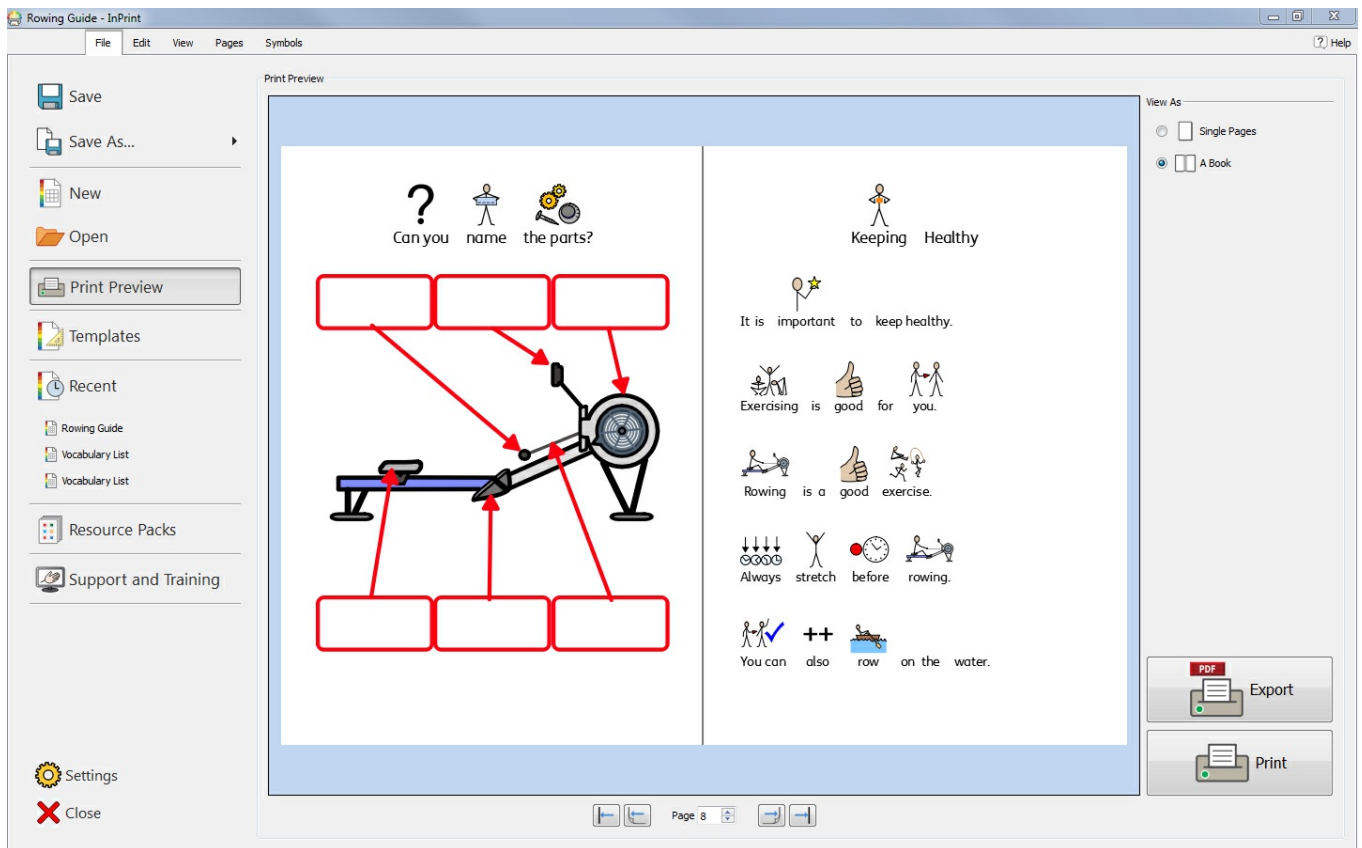 Rowing Guide - InPrint
File Edit View Pages Symbols
? Help
Save
Save As...
New
Open
Print Preview
Templates
Recent
Rowing Guide
Vocabulary List
Vocabulary List
Resource Packs
Support and Training
Settings
Close
Print Preview
?
Can you name the parts?
Keeping Healthy
It is important to keep healthy.
Exercising is good for you.
Rowing is a good exercise.
Always stretch before rowing.
++
You can also row on the water.
Page 8
View As
Single Pages
A Book
PDF
Export
Print